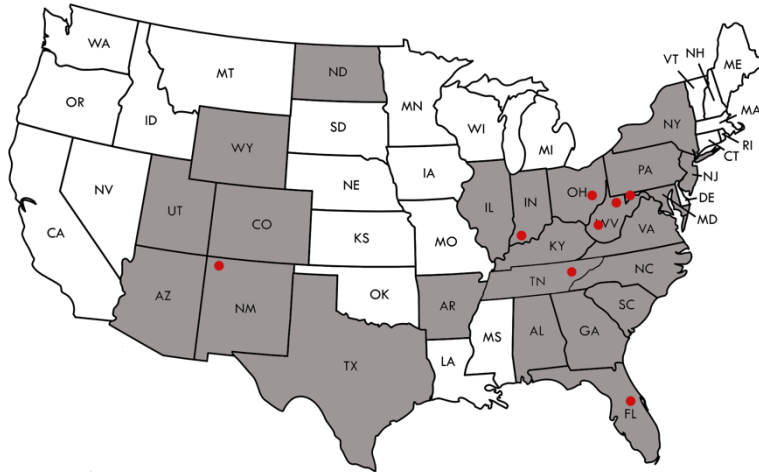 WA
MT
ND
MN
ME
VT
NH
OR
ID
SD
WI
MI
NY
MA
RI
CT
WY
IA
PA
NJ
NV
UT
CO
NE
IL
IN
OH
DE
MD
CA
KS
MO
KY
WV
VA
AZ
NM
OK
AR
TN
NC
SC
TX
LA
MS
AL
GA
FL